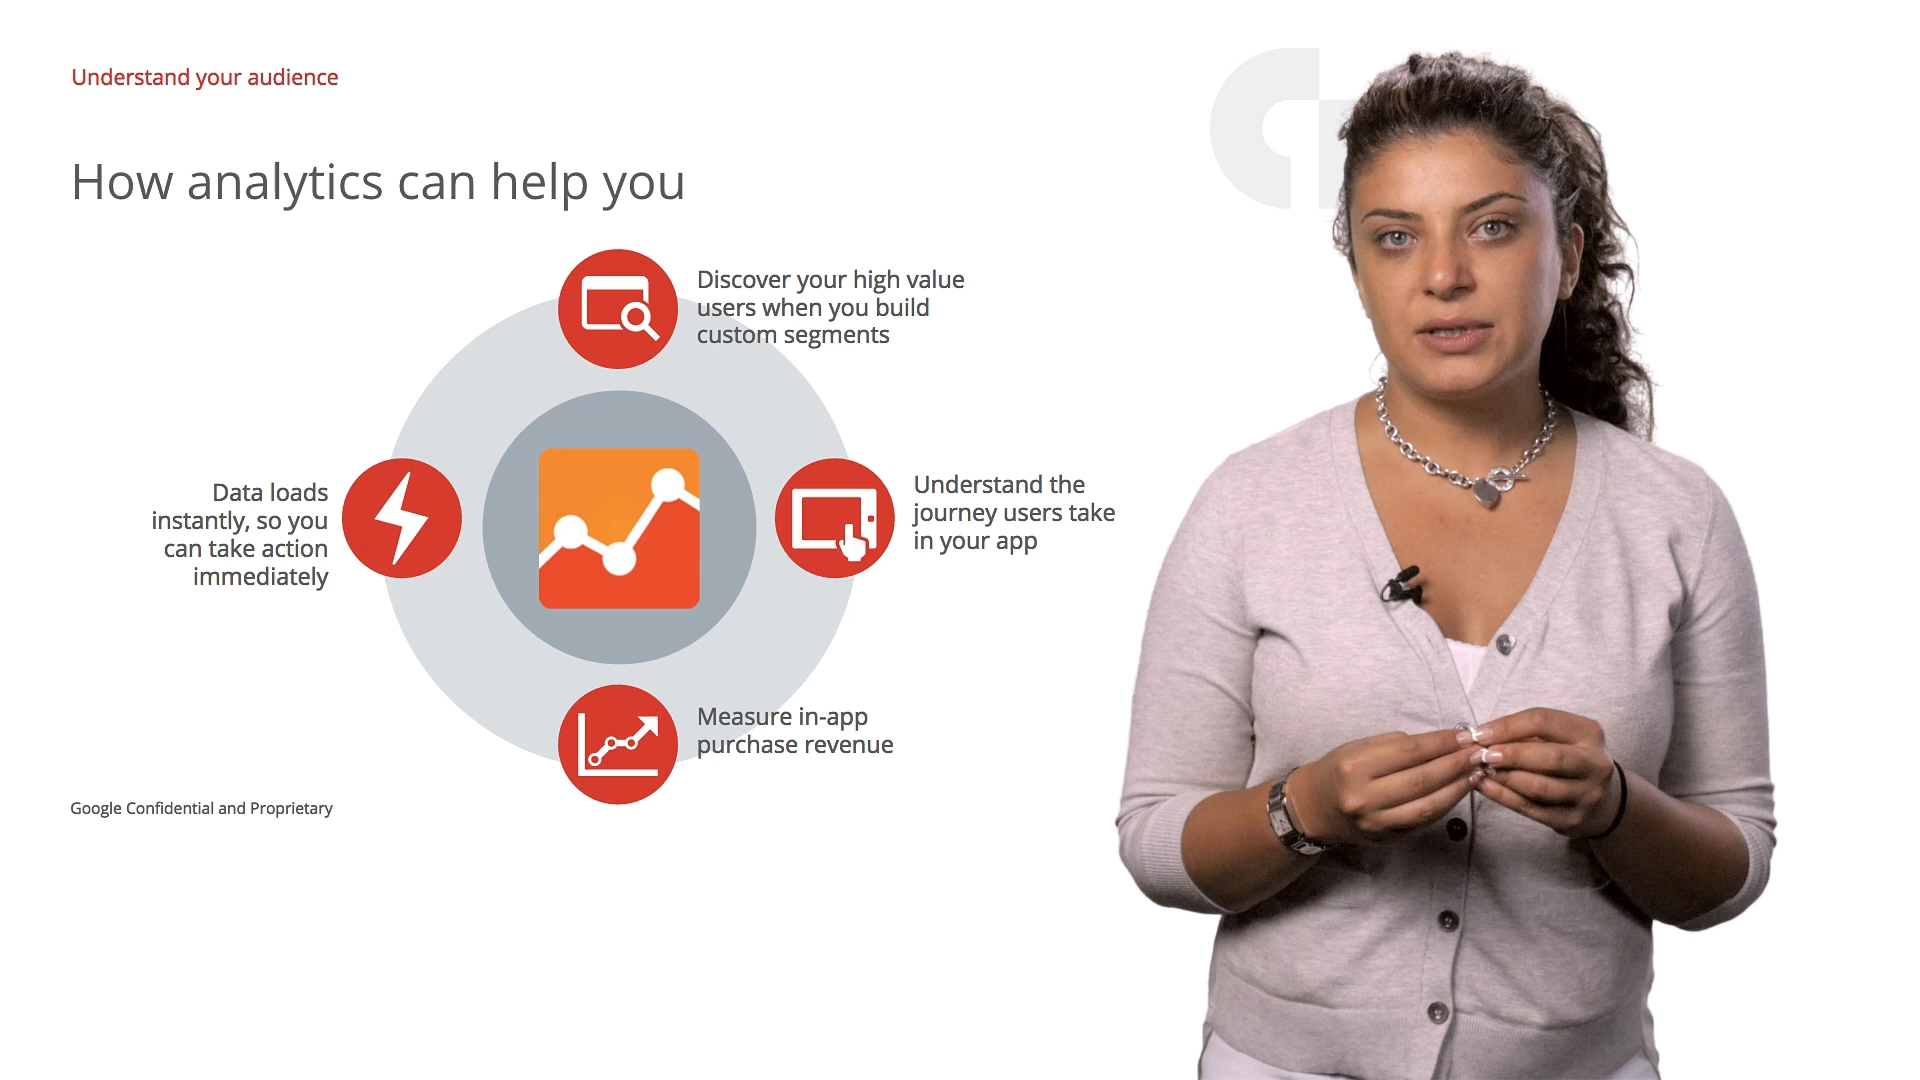 Understand your audience
How analytics can help you
Discover your high value
users when you build
custom segments
Data loads
instantly, so you
can take action
immediately
Understand the
journey users take
in your app
Measure in-app
purchase revenue
Google Confidential and Proprietary